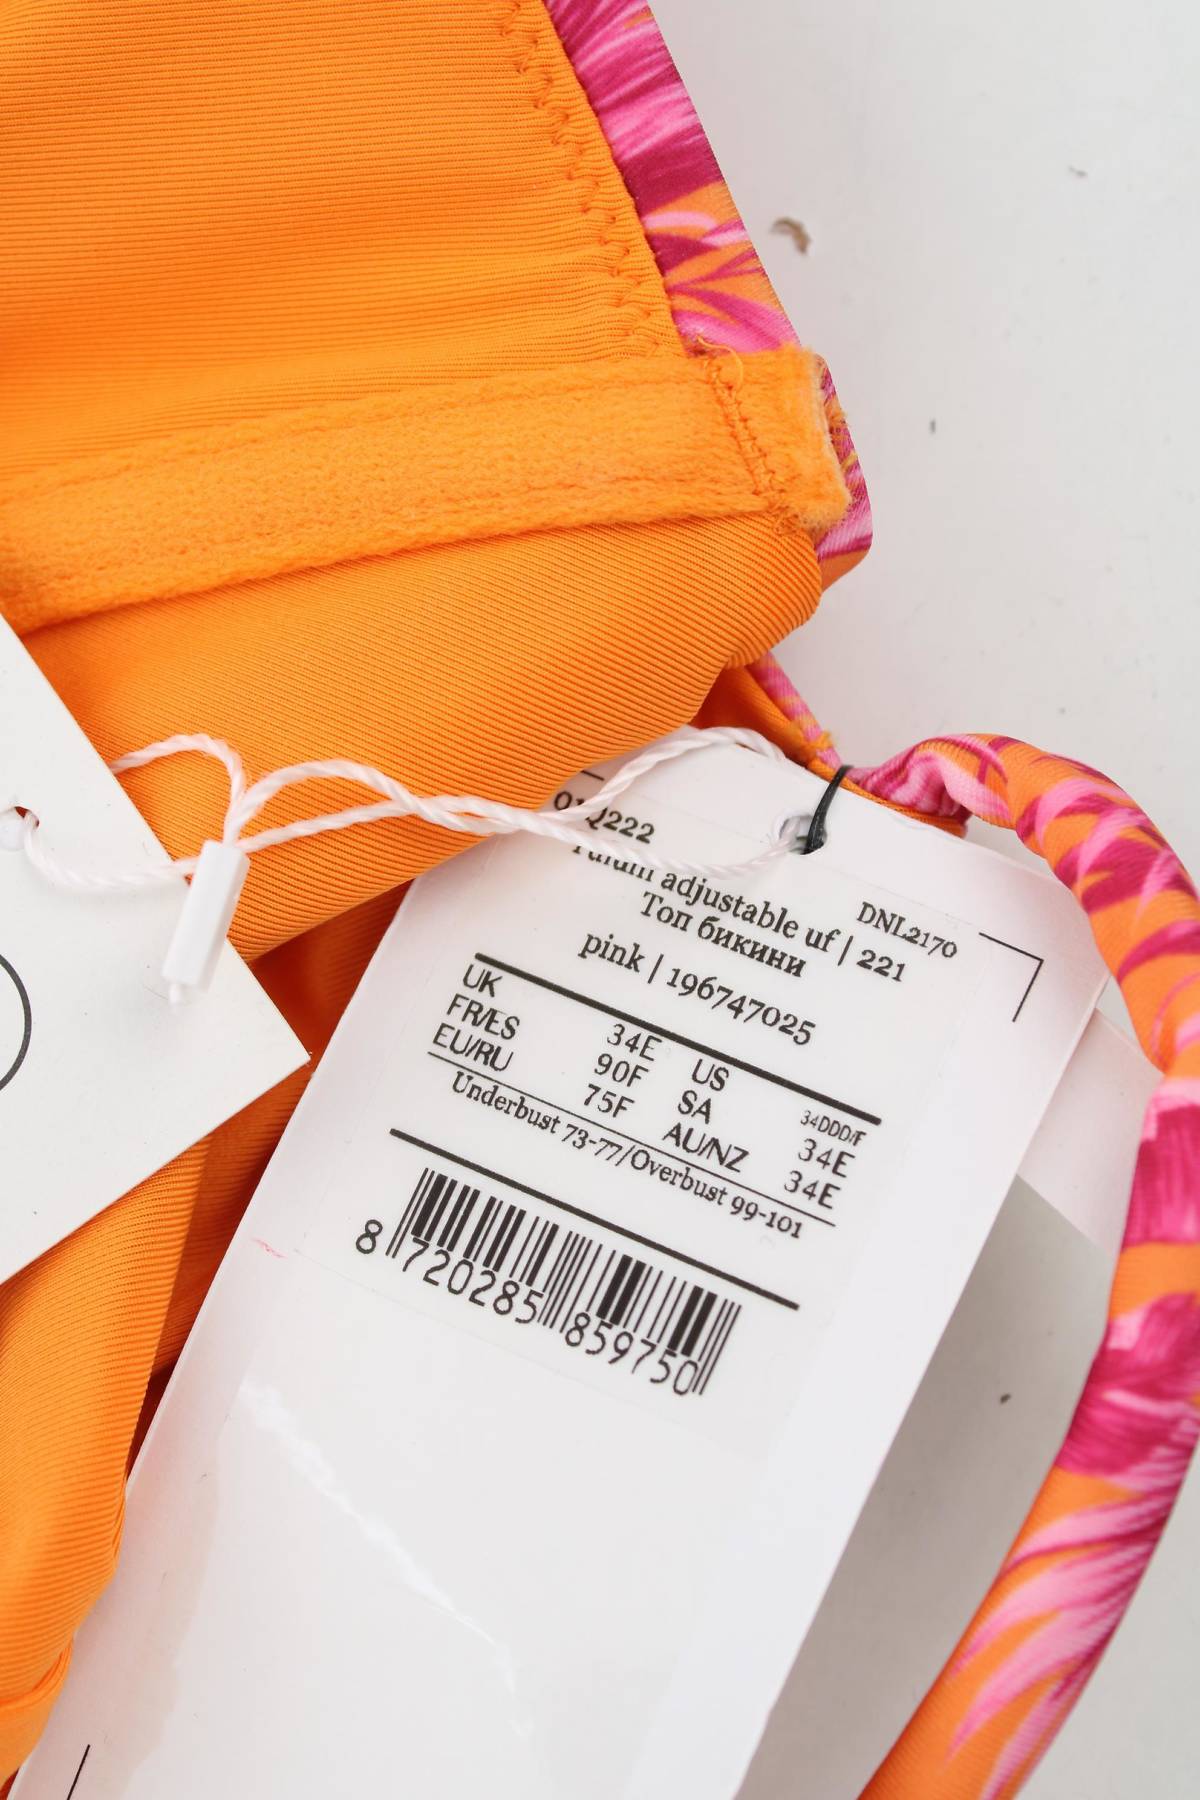 Q222
adjustable uf | 221
DNL2170
Топ бикини
pink | 196747025
UK 34E US 34DDD/F
FR/ES 90F SA 34E
EU/RU 75F AU/NZ 34E
Underbust 73-77/Overbust 99-101
8 720285 859750